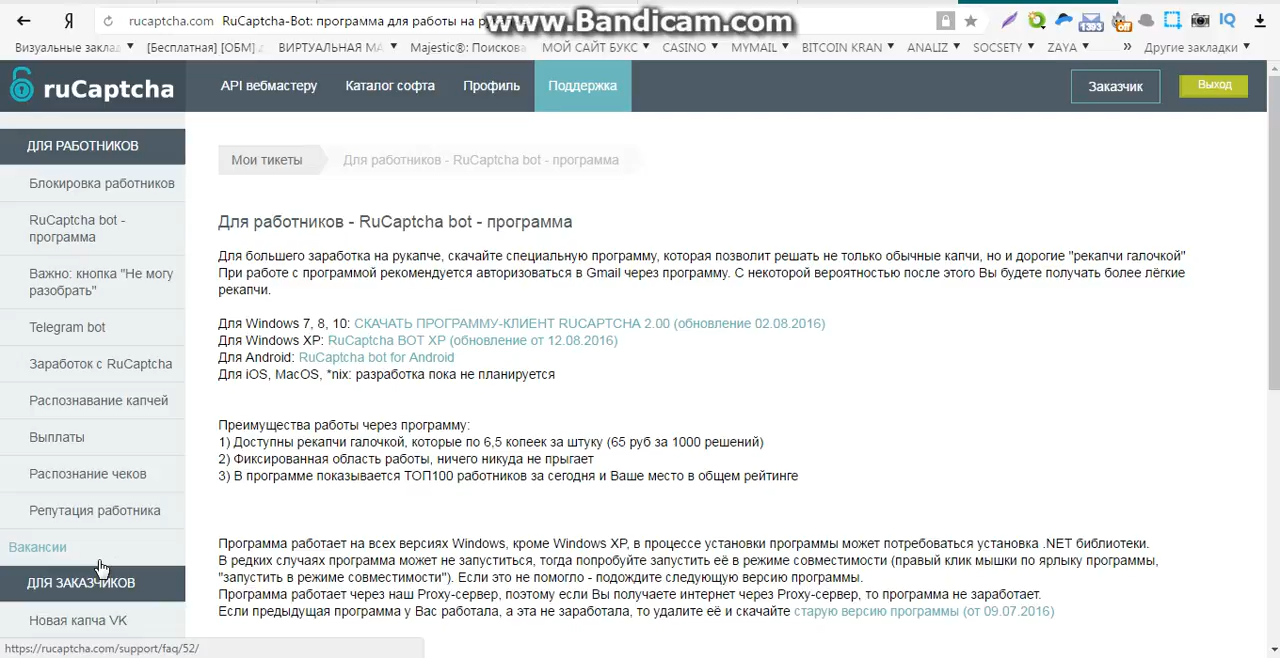 Я rucaptcha.com RuCaptcha-Bot: программа для работы на р
www.Bandicam.com
1393 off IQ
Визуальные заклад [Бесплатная] [ОБМ] ВИРТУАЛЬНАЯ МА Majestic®: Поискова МОЙ САЙТ БУКС CASINO MYMAIL BITCOIN KRAN ANALIZ SOCSETY ZAYA » Другие закладки
ruCaptcha API вебмастеру Каталог софта Профиль Поддержка Заказчик Выход
ДЛЯ РАБОТНИКОВ
Блокировка работников
RuCaptcha bot -
программа
Важно: кнопка "Не могу
разобрать"
Telegram bot
Заработок с RuCaptcha
Распознавание капчей
Выплаты
Распознание чеков
Репутация работника
Вакансии
ДЛЯ ЗАКАЗЧИКОВ
Новая капча VK
https://rucaptcha.com/support/faq/52/
Мои тикеты Для работников - RuCaptcha bot - программа
Для работников - RuCaptcha bot - программа
Для большего заработка на рукапче, скачайте специальную программу, которая позволит решать не только обычные капчи, но и дорогие "рекапчи галочкой"
При работе с программой рекомендуется авторизоваться в Gmail через программу. С некоторой вероятностью после этого Вы будете получать более лёгкие
рекапчи.
Для Windows 7, 8, 10: СКАЧАТЬ ПРОГРАММУ-КЛИЕНТ RUCAPTCHA 2.00 (обновление 02.08.2016)
Для Windows XP: RuCaptcha BOT XP (обновление от 12.08.2016)
Для Android: RuCaptcha bot for Android
Для iOS, MacOS, *nix: разработка пока не планируется
Преимущества работы через программу:
1) Доступны рекапчи галочкой, которые по 6,5 копеек за штуку (65 руб за 1000 решений)
2) Фиксированная область работы, ничего никуда не прыгает
3) В программе показывается ТОП100 работников за сегодня и Ваше место в общем рейтинге
Программа работает на всех версиях Windows, кроме Windows XP, в процессе установки программы может потребоваться установка .NET библиотеки.
В редких случаях программа может не запуститься, тогда попробуйте запустить её в режиме совместимости (правый клик мышки по ярлыку программы,
"запустить в режиме совместимости"). Если это не помогло - подождите следующую версию программы.
Программа работает через наш Proxy-сервер, поэтому если Вы получаете интернет через Proxy-сервер, то программа не заработает.
Если предыдущая программа у Вас работала, а эта не заработала, то удалите её и скачайте старую версию программы (от 09.07.2016)